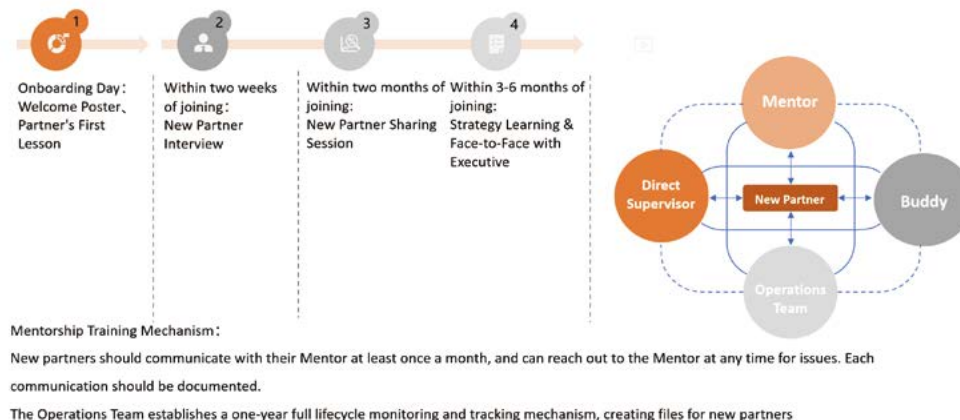 1
2
3
4
Onboarding Day：
Welcome Poster、
Partner's First
Lesson
Within two weeks
of joining：
New Partner
Interview
Within two months of
joining:
New Partner Sharing
Session
Within 3-6 months of
joining:
Strategy Learning &
Face-to-Face with
Executive
Mentor
Direct
Supervisor
New Partner
Buddy
Operations
Team
Mentorship Training Mechanism：
New partners should communicate with their Mentor at least once a month, and can reach out to the Mentor at any time for issues. Each
communication should be documented.
The Operations Team establishes a one-year full lifecycle monitoring and tracking mechanism, creating files for new partners